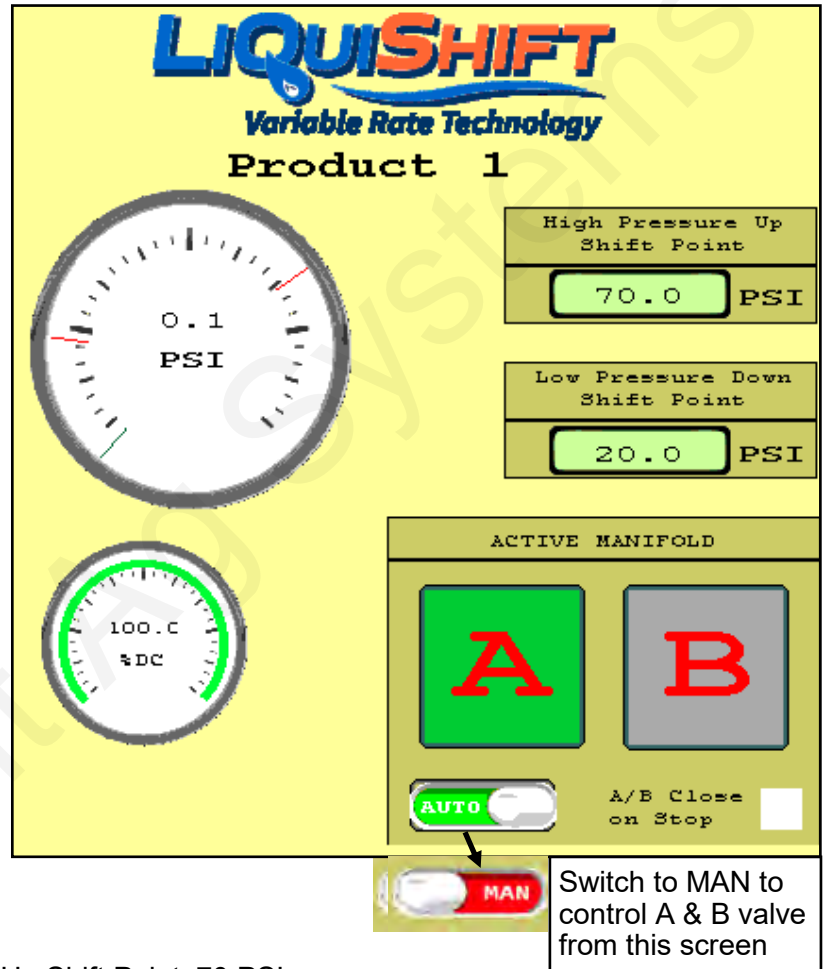 LIQUISHIFT
Variable Rate Technology
Product 1
0.1
PSI
High Pressure Up
Shift Point
70.0 PSI
Low Pressure Down
Shift Point
20.0 PSI
100.0
%DC
ACTIVE MANIFOLD
A B
AUTO
A/B Close
on Stop
MAN
Switch to MAN to
control A & B valve
from this screen